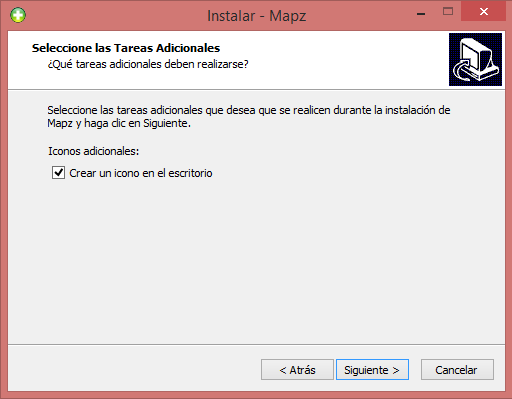 Instalar - Mapz
Seleccione las Tareas Adicionales
¿Qué tareas adicionales deben realizarse?
Seleccione las tareas adicionales que desea que se realicen durante la instalación de
Mapz y haga clic en Siguiente.
Iconos adicionales:
Crear un icono en el escritorio
< Atrás
Siguiente >
Cancelar